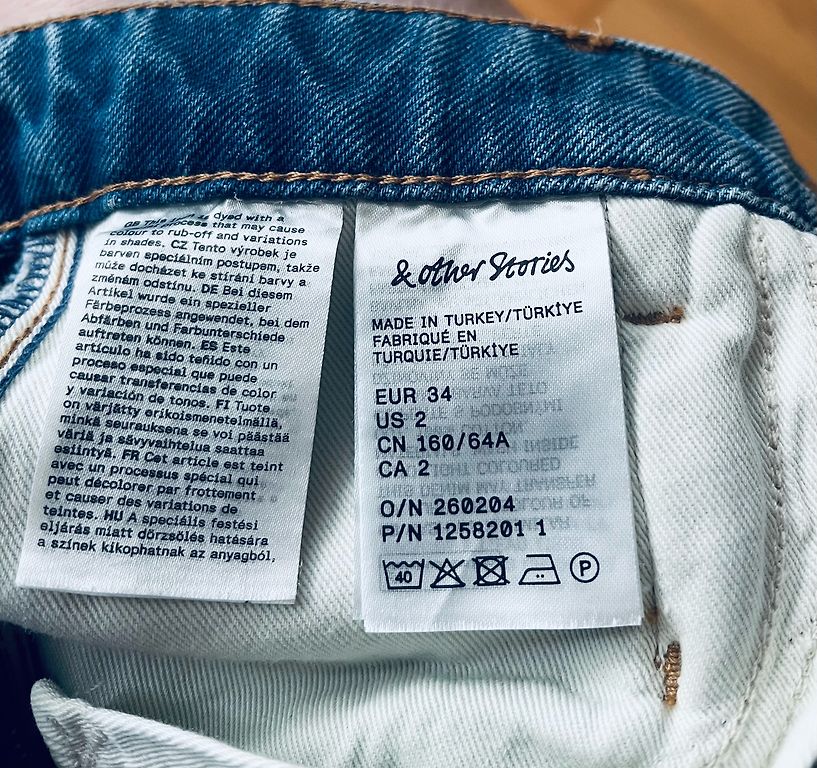 GB This process is dyed with a
process that may cause
colour to rub-off and variations
in shades. CZ Tento výrobek je
barven speciálním postupem, takže
může docházet ke stírání barvy a
změnám odstínu. DE Bei diesem
Artikel wurde ein spezieller
Färbeprozess angewendet, bei dem
Abfärben und Farbunterschiede
auftreten können. ES Este
artículo ha sido teñido con un
proceso especial que puede
causar transferencias de color
y variación de tonos. FI Tuote
on värjätty erikoismenetelmällä,
minkä seurauksena se voi päästää
väriä ja sävyvaihtelua saattaa
esiintyä. FR Cet article est teint
avec un processus spécial qui
peut décolorer par frottement
et causer des variations de
teintes. HU A speciális festési
eljárás miatt dörzsölés hatására
a színek kikophatnak az anyagból,
& other Stories
MADE IN TURKEY/TÜRKİYE
FABRIQUÉ EN
TURQUIE/TÜRKİYE
EUR 34
US 2
CN 160/64A
CA 2
O/N 260204
P/N 1258201 1
40
P